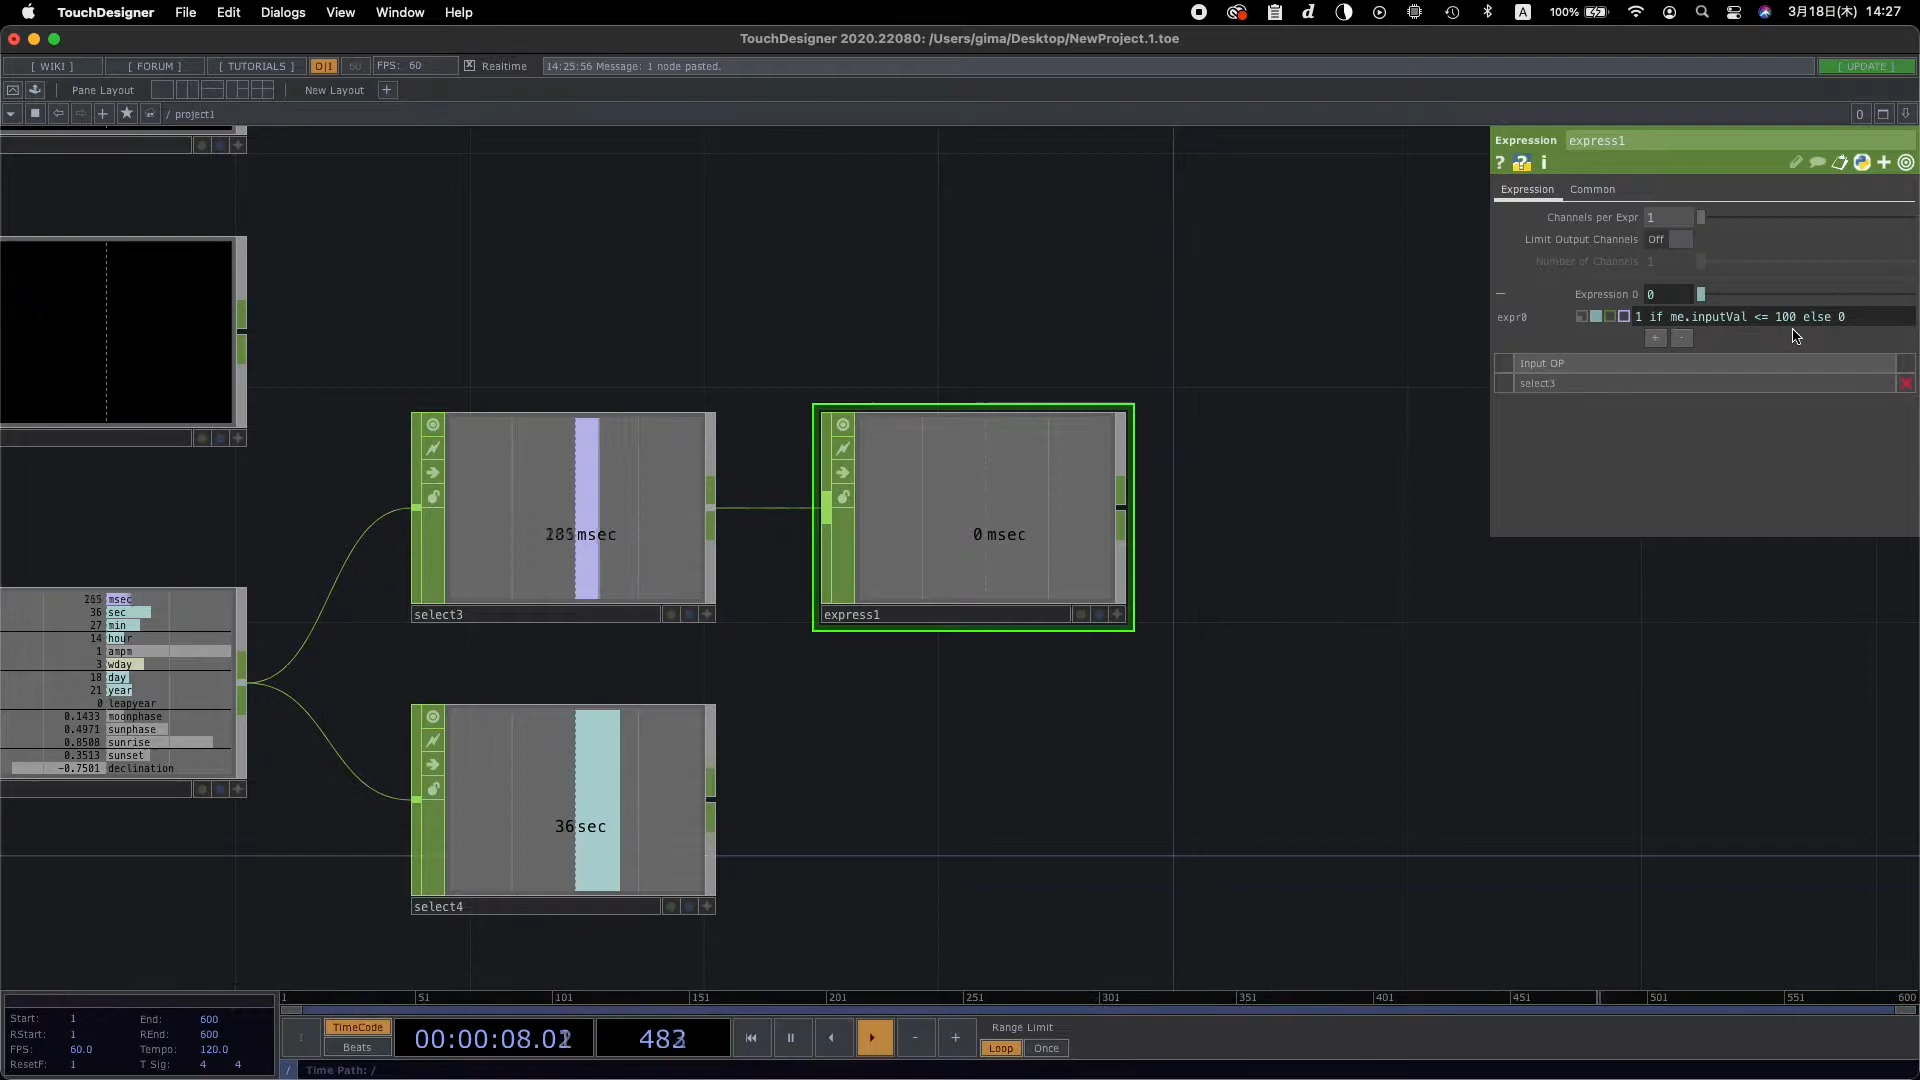 TouchDesigner File Edit Dialogs View Window Help 100% A 3月18日(木) 14:27
TouchDesigner 2020.22080: /Users/gima/Desktop/NewProject.1.toe
[ WIKI ] [ FORUM ] [ TUTORIALS ] O|I 60 FPS: 60 Realtime 14:25:56 Message: 1 node pasted. [ UPDATE ]
Pane Layout New Layout +
/ project1 0
Expression express1
? ? i
Expression Common
Channels per Expr 1
Limit Output Channels Off
Number of Channels 1
Expression 0 0
expr0 1 if me.inputVal <= 100 else 0
+ -
Input OP
select3
msec
select3
0 msec
express1
msec
36 sec
27 min
14 hour
1 ampm
3 wday
18 day
21 year
0 leapyear
0.1433 moonphase
0.4971 sunphase
0.8508 sunrise
0.3513 sunset
-0.7501 declination
36 sec
select4
1 51 101 151 201 251 301 351 401 451 501 551 600
Start: 1 End: 600
RStart: 1 REnd: 600
FPS: 60.0 Tempo: 120.0
ResetF: 1 T Sig: 4 4
TimeCode
Beats
Range Limit
Loop Once
/ Time Path: /